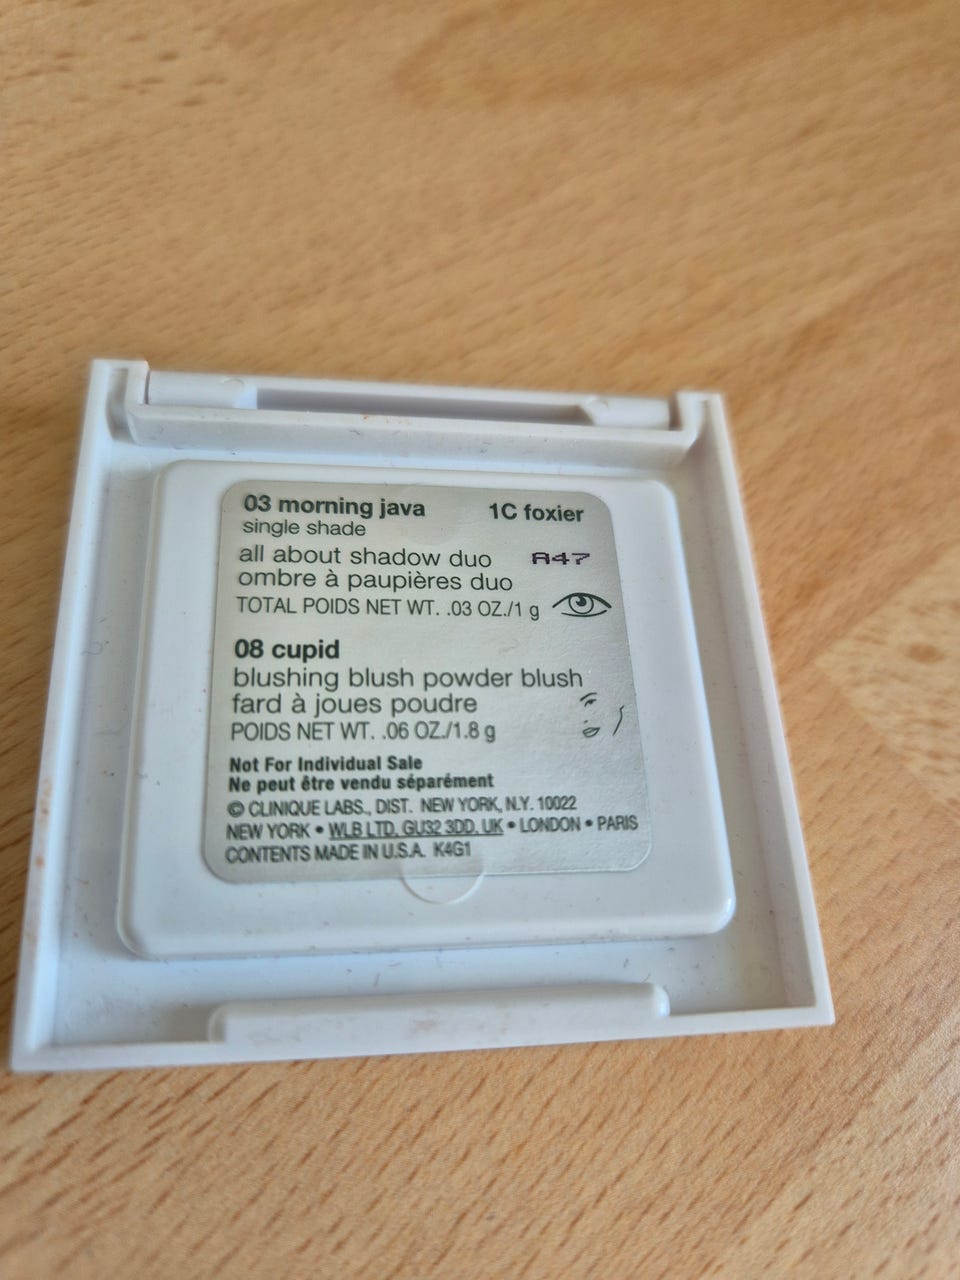 03 morning java 1C foxier
single shade
all about shadow duo A47
ombre à paupières duo
TOTAL POIDS NET WT. .03 OZ./1 g
08 cupid
blushing blush powder blush
fard à joues poudre
POIDS NET WT. .06 OZ./1.8 g
Not For Individual Sale
Ne peut être vendu séparément
© CLINIQUE LABS., DIST. NEW YORK, N.Y. 10022
NEW YORK • WLB LTD, GU32 3DD, UK • LONDON • PARIS
CONTENTS MADE IN U.S.A. K4G1